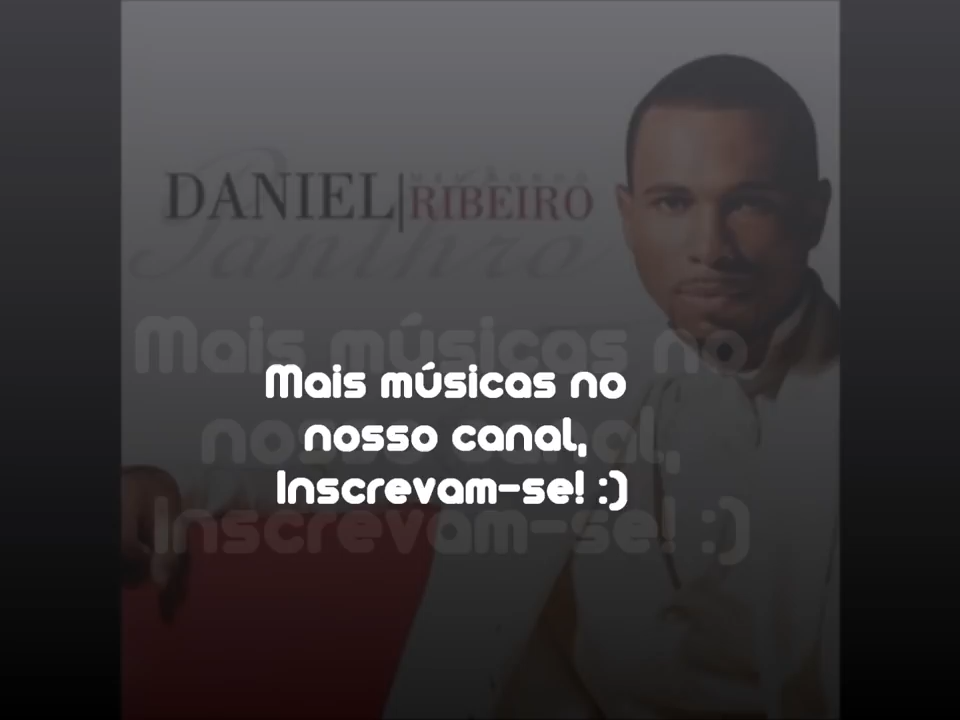 DANIEL|RIBEIRO
Mais músicas no
nosso canal,
Inscrevam-se! :)